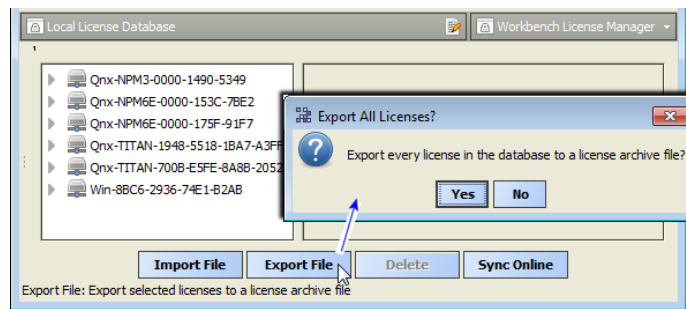 Local License Database
Workbench License Manager
Qnx-NPM3-0000-1490-5349
Qnx-NPM6E-0000-153C-7BE2
Qnx-NPM6E-0000-175F-91F7
Qnx-TITAN-1948-5518-1BA7-A3FF
Qnx-TITAN-700B-E5FE-8A8B-2052
Win-8BC6-2936-74E1-B2AB
Export All Licenses?
Export every license in the database to a license archive file?
Yes No
Import File Export File Delete Sync Online
Export File: Export selected licenses to a license archive file